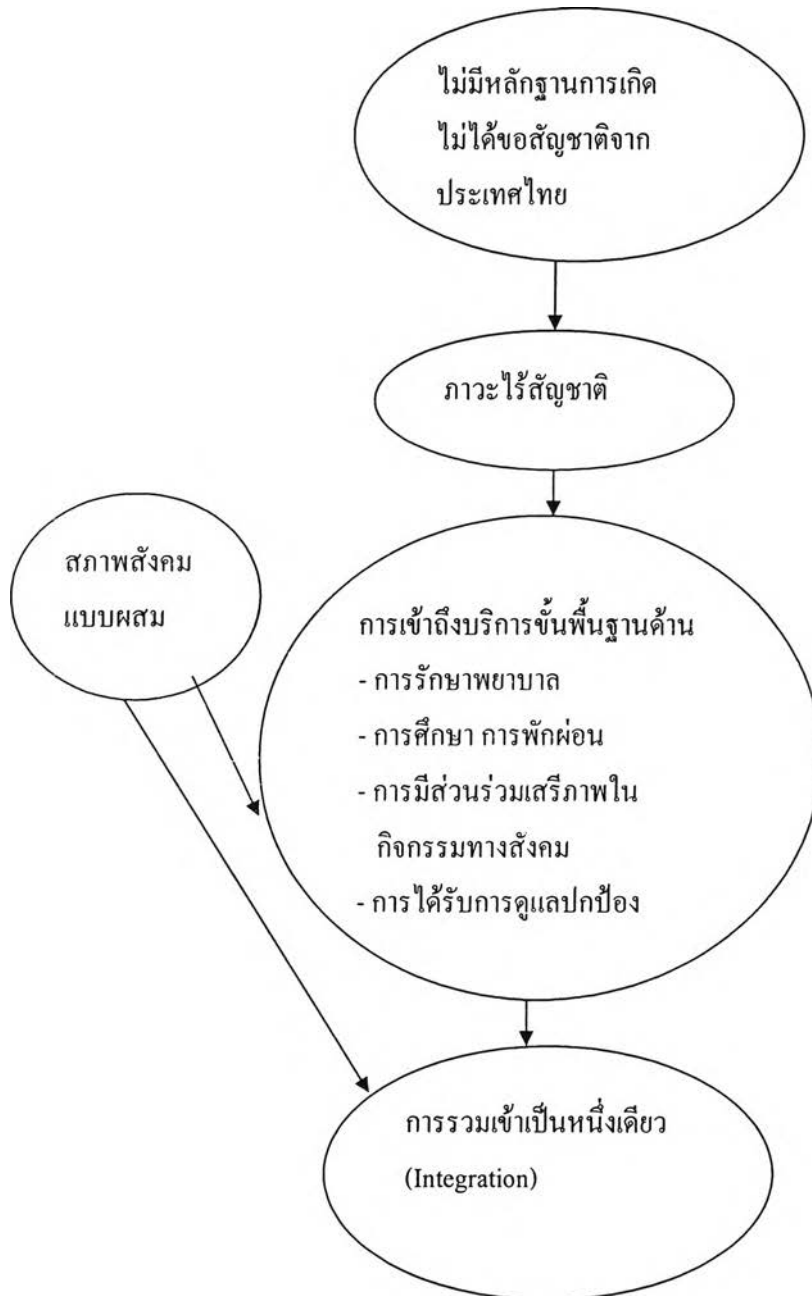 ไม่มีหลักฐานการเกิด
ไม่ได้ขอสัญชาติจาก
ประเทศไทย
ภาวะไร้สัญชาติ
สภาพสังคม
แบบผสม
การเข้าถึงบริการขั้นพื้นฐานด้าน
- การรักษาพยาบาล
- การศึกษา การพักผ่อน
- การมีส่วนร่วมเสรีภาพใน
กิจกรรมทางสังคม
- การได้รับการดูแลปกป้อง
การรวมเข้าเป็นหนึ่งเดียว
(Integration)